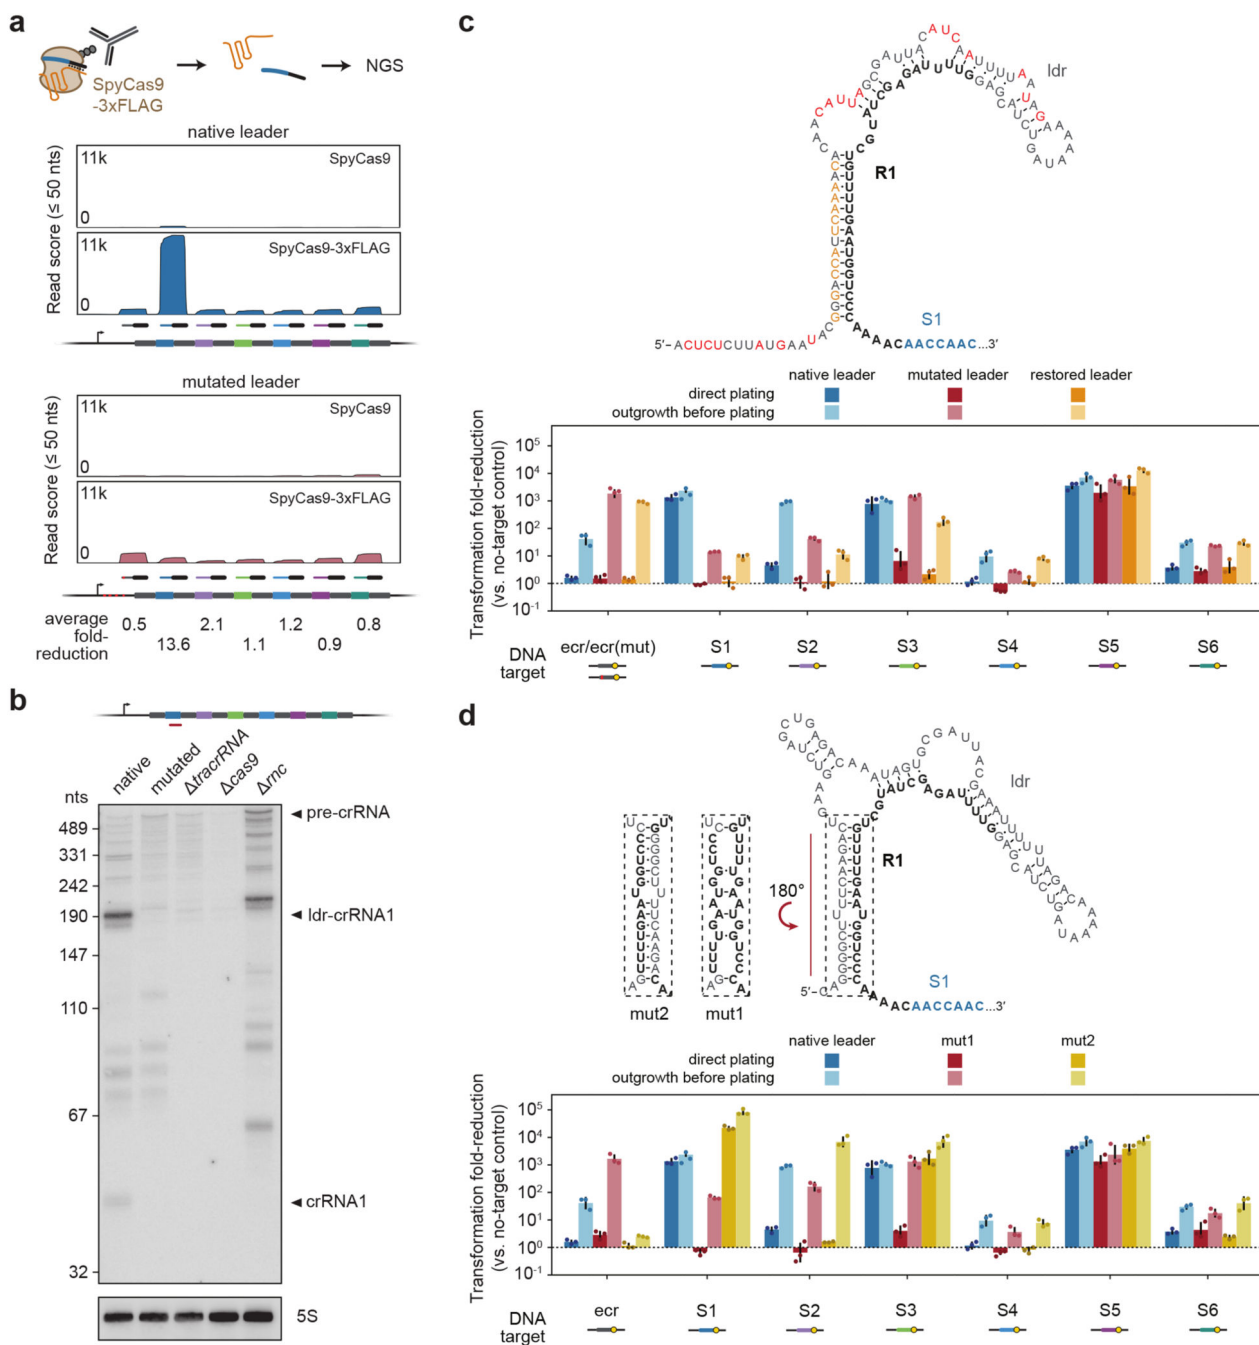 a
SpyCas9
-3xFLAG
NGS
native leader
Read score (≤ 50 nts)
11k
SpyCas9
0
11k
SpyCas9-3xFLAG
0
mutated leader
Read score (≤ 50 nts)
11k
SpyCas9
0
11k
SpyCas9-3xFLAG
0
average
fold-
reduction
0.5
13.6
2.1
1.1
1.2
0.9
0.8
b
native
mutated
ΔtracrRNA
Δcas9
Δrnc
nts
489
331
242
190
147
110
67
32
pre-crRNA
ldr-crRNA1
crRNA1
5S
c
ldr
R1
S1
5'-ACUCUCUUAUGAAU
AAAACAACCAAC...3'
native leader
mutated leader
restored leader
direct plating
outgrowth before plating
Transformation fold-reduction
(vs. no-target control)
10⁵
10⁴
10³
10²
10¹
10⁰
10⁻¹
DNA
target
ecr/ecr(mut)
S1
S2
S3
S4
S5
S6
d
ldr
R1
180°
mut2
mut1
S1
AACCAAC...3'
native leader
mut1
mut2
direct plating
outgrowth before plating
Transformation fold-reduction
(vs. no-target control)
10⁵
10⁴
10³
10²
10¹
10⁰
10⁻¹
DNA
target
ecr
S1
S2
S3
S4
S5
S6